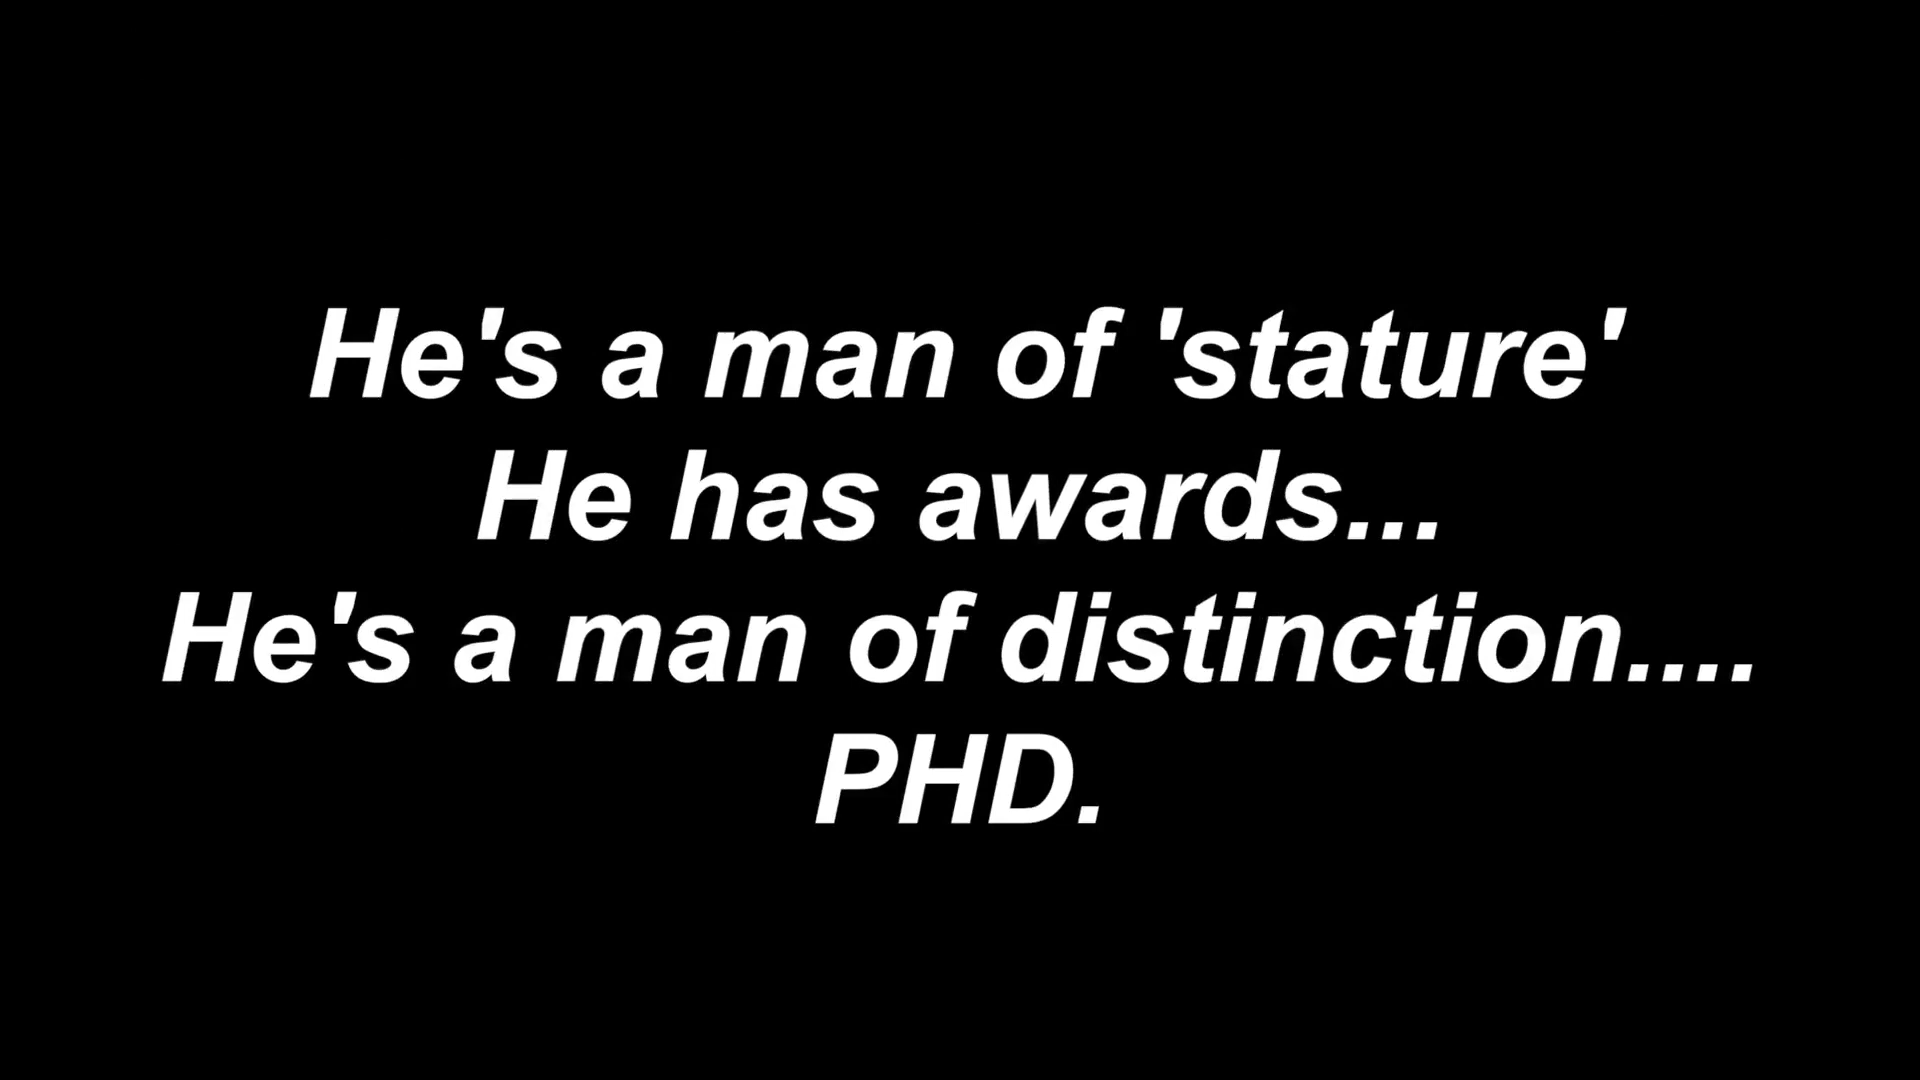 He's a man of 'stature'
He has awards...
He's a man of distinction....
PHD.